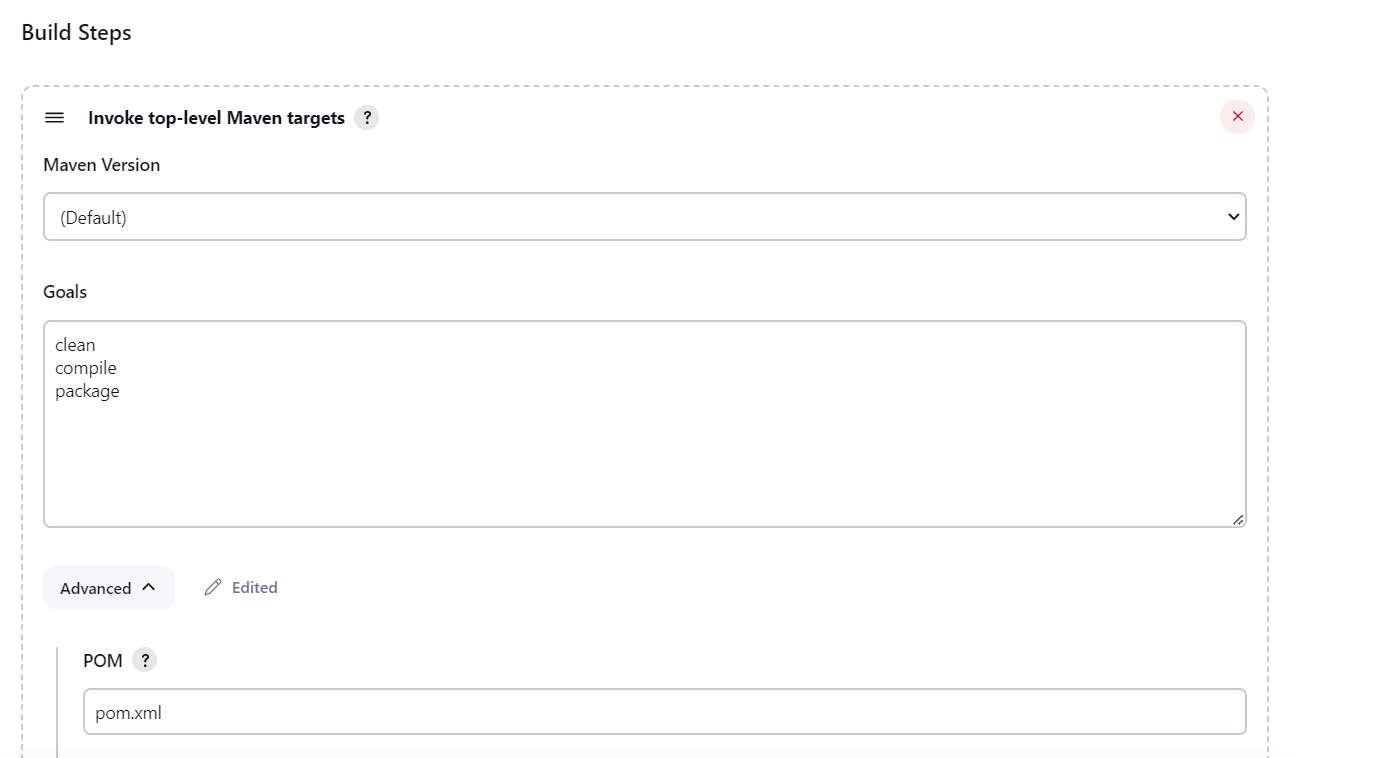 Build Steps
Invoke top-level Maven targets ?
Maven Version
(Default)
Goals
clean
compile
package
Advanced Edited
POM ?
pom.xml